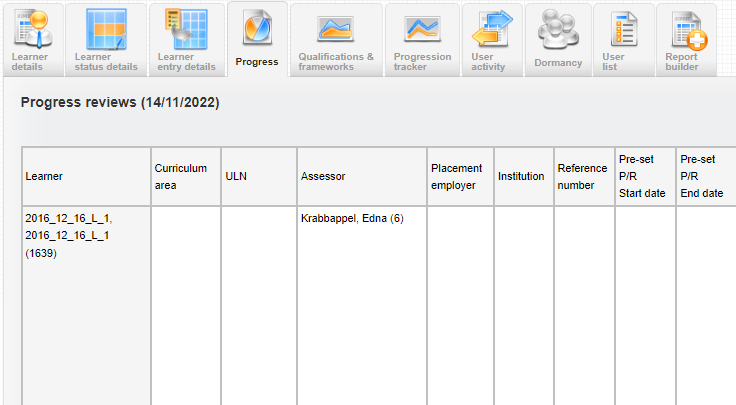 Learner
details
Learner
status details
Learner
entry details
Progress
Qualifications &
frameworks
Progression
tracker
User
activity
Dormancy
User
list
Report
builder
Progress reviews (14/11/2022)
Learner
Curriculum
area
ULN
Assessor
Placement
employer
Institution
Reference
number
Pre-set
P/R
Start date
Pre-set
P/R
End date
2016_12_16_L_1,
2016_12_16_L_1
(1639)
Krabbappel, Edna (6)